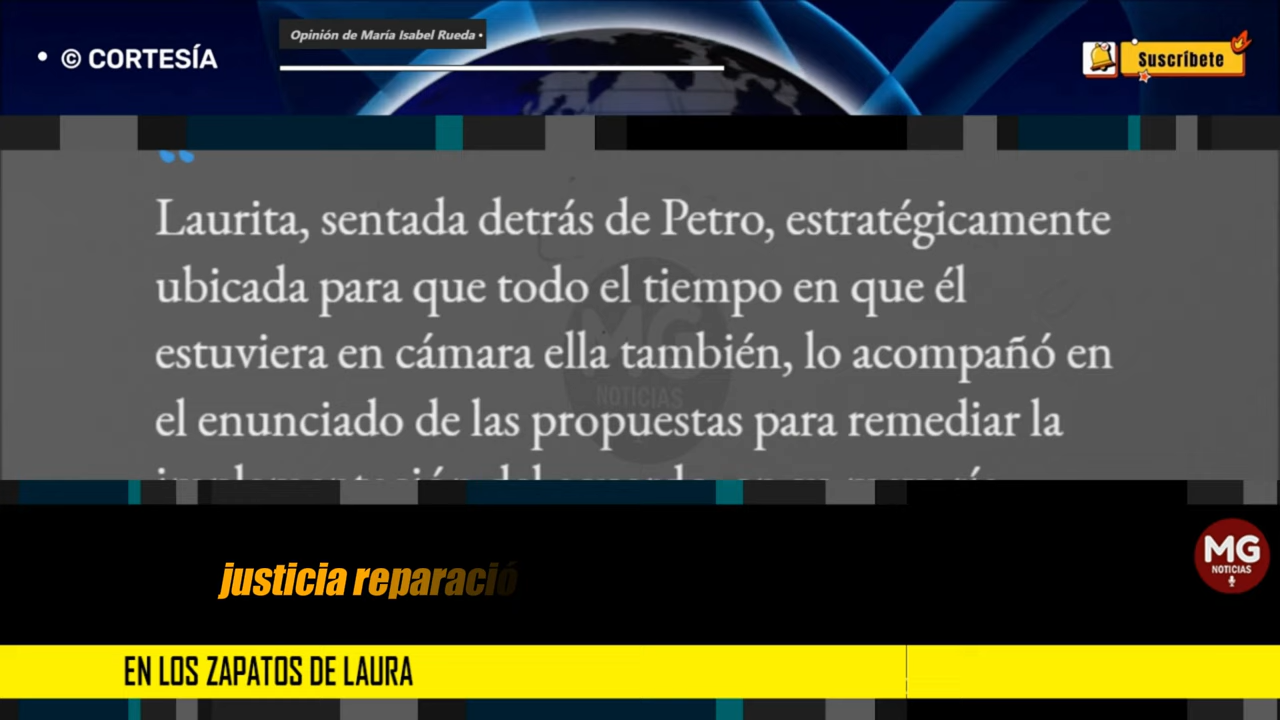 • © CORTESÍA
Opinión de María Isabel Rueda •
Suscríbete
“
Laurita, sentada detrás de Petro, estratégicamente
ubicada para que todo el tiempo en que él
estuviera en cámara ella también, lo acompañó en
el enunciado de las propuestas para remediar la
MG
NOTICIAS
justicia reparació
MG
NOTICIAS
EN LOS ZAPATOS DE LAURA